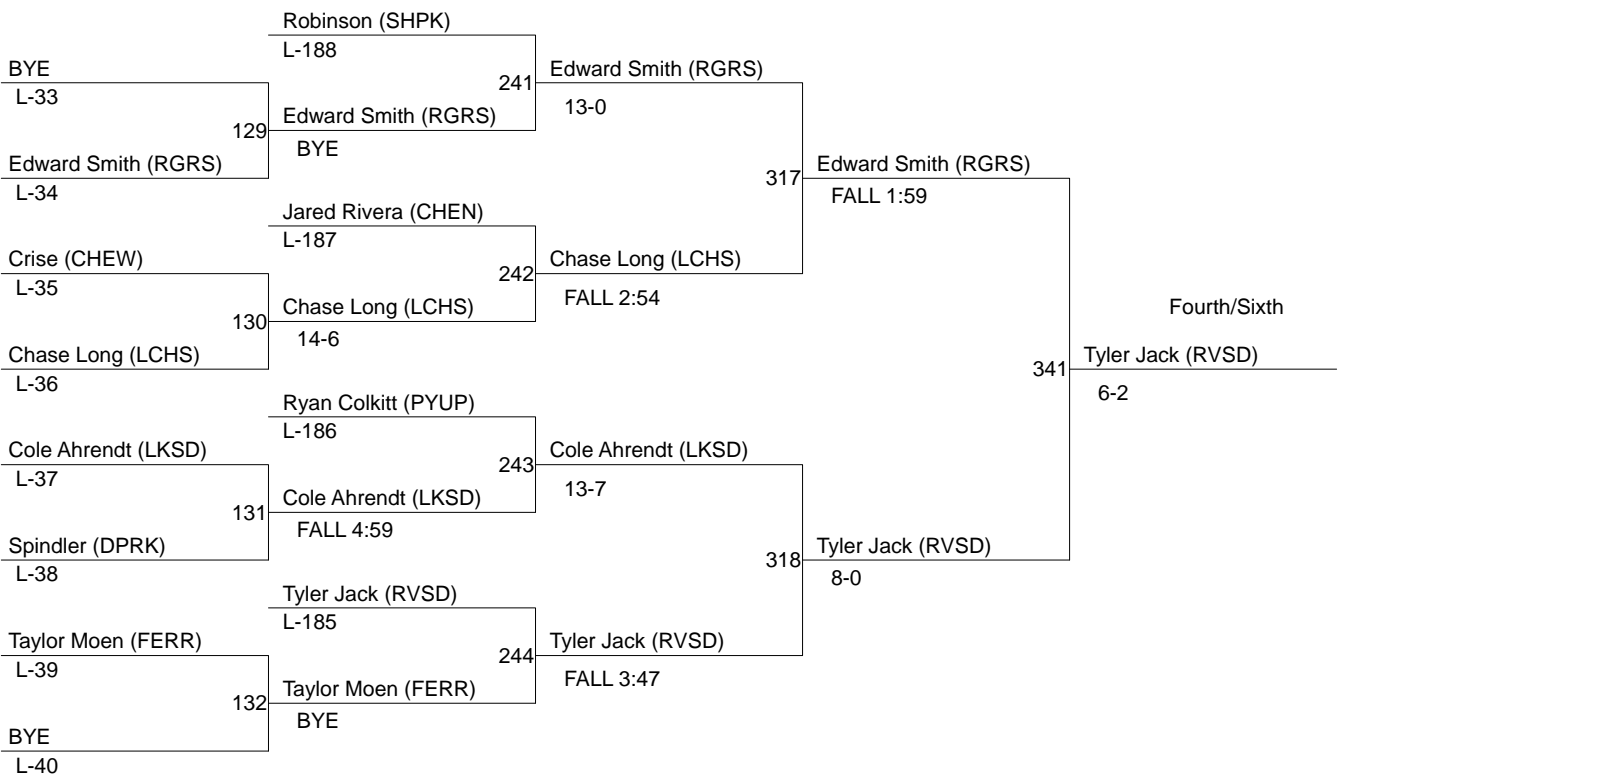 Robinson (SHPK)
L-188
BYE
L-33
241
Edward Smith (RGRS)
13-0
129
Edward Smith (RGRS)
BYE
Edward Smith (RGRS)
L-34
317
Edward Smith (RGRS)
FALL 1:59
Jared Rivera (CHEN)
L-187
Crise (CHEW)
L-35
242
Chase Long (LCHS)
FALL 2:54
130
Chase Long (LCHS)
14-6
Chase Long (LCHS)
L-36
Fourth/Sixth
341
Tyler Jack (RVSD)
6-2
Ryan Colkitt (PYUP)
L-186
Cole Ahrendt (LKSD)
L-37
243
Cole Ahrendt (LKSD)
13-7
131
Cole Ahrendt (LKSD)
FALL 4:59
Spindler (DPRK)
L-38
318
Tyler Jack (RVSD)
8-0
Tyler Jack (RVSD)
L-185
Taylor Moen (FERR)
L-39
244
Tyler Jack (RVSD)
FALL 3:47
132
Taylor Moen (FERR)
BYE
BYE
L-40